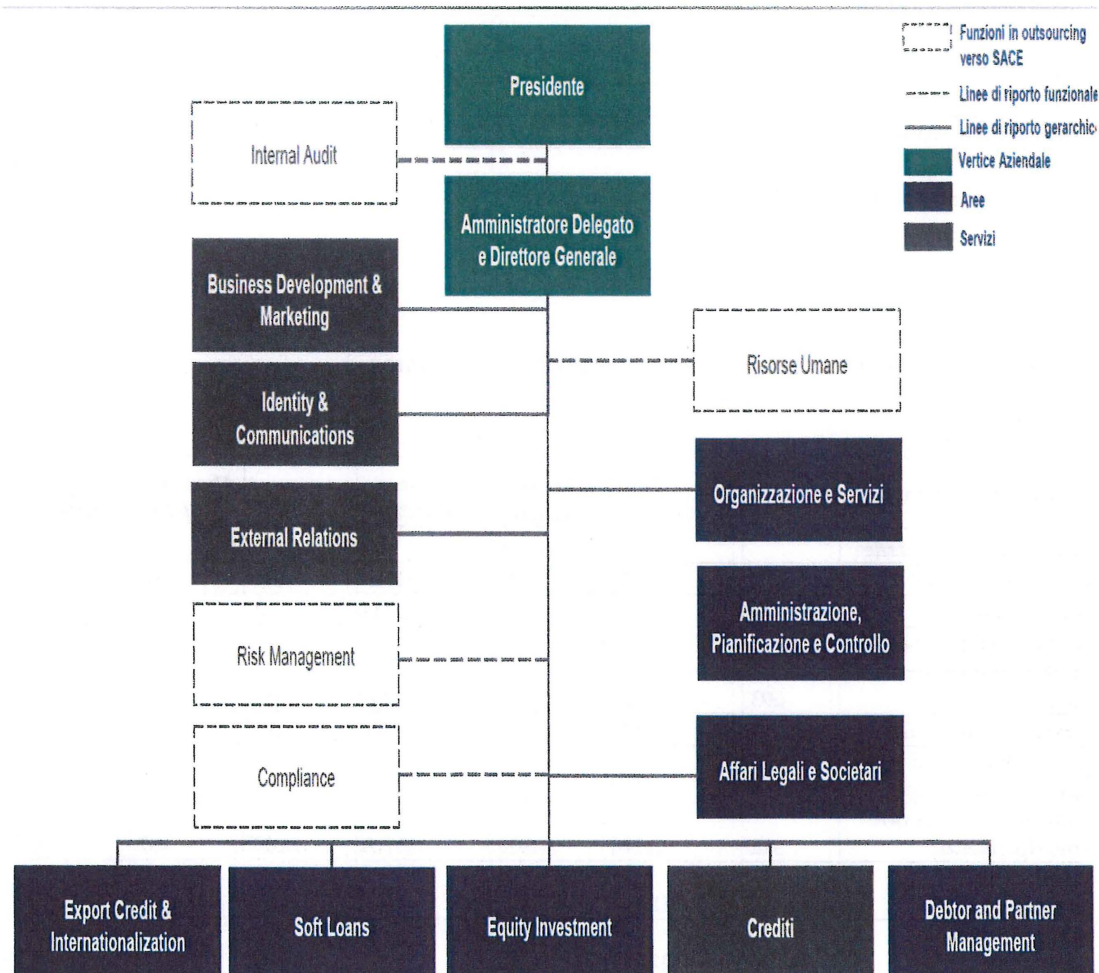 Presidente
Funzioni in outsourcing
verso SACE
Linee di riporto funzionale
Linee di riporto gerarchic
Vertice Aziendale
Aree
Servizi
Internal Audit
Amministratore Delegato
e Direttore Generale
Business Development &
Marketing
Risorse Umane
Identity &
Communications
Organizzazione e Servizi
External Relations
Amministrazione,
Pianificazione e Controllo
Risk Management
Affari Legali e Societari
Compliance
Export Credit &
Internationalization
Soft Loans
Equity Investment
Crediti
Debtor and Partner
Management